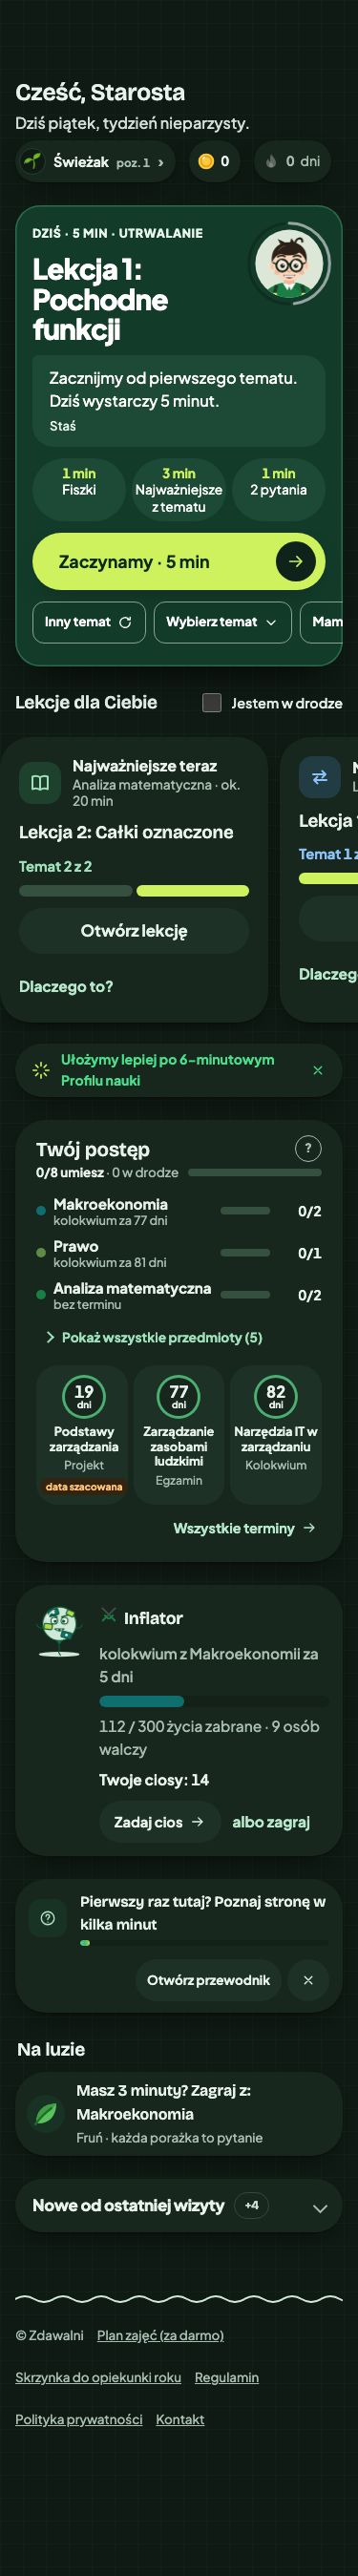 Cześć, Starosta
Dziś piątek, tydzień nieparzysty.
Świeżak poz. 1 › 0 0 dni
DZIŚ · 5 MIN · UTRWALANIE
Lekcja 1:
Pochodne
funkcji
Zacznijmy od pierwszego tematu.
Dziś wystarczy 5 minut.
Staś
1 min
Fiszki
3 min
Najważniejsze
z tematu
1 min
2 pytania
Zaczynamy · 5 min
Inny temat Wybierz temat Mam
Lekcje dla Ciebie Jestem w drodze
Najważniejsze teraz
Analiza matematyczna · ok.
20 min
Lekcja 2: Całki oznaczone
Temat 2 z 2
Otwórz lekcję
Dlaczego to?
Lekcja
Temat 1 z
Dlaczeg
Ułożymy lepiej po 6-minutowym
Profilu nauki
Twój postęp ?
0/8 umiesz · 0 w drodze
Makroekonomia 0/2
kolokwium za 77 dni
Prawo 0/1
kolokwium za 81 dni
Analiza matematyczna 0/2
bez terminu
Pokaż wszystkie przedmioty (5)
19
dni
Podstawy
zarządzania
Projekt
data szacowana
77
dni
Zarządzanie
zasobami
ludzkimi
Egzamin
82
dni
Narzędzia IT w
zarządzaniu
Kolokwium
Wszystkie terminy
Inflator
kolokwium z Makroekonomii za
5 dni
112 / 300 życia zabrane · 9 osób
walczy
Twoje ciosy: 14
Zadaj cios albo zagraj
Pierwszy raz tutaj? Poznaj stronę w
kilka minut
Otwórz przewodnik
Na luzie
Masz 3 minuty? Zagraj z:
Makroekonomia
Fruń · każda porażka to pytanie
Nowe od ostatniej wizyty +4
© Zdawalni Plan zajęć (za darmo)
Skrzynka do opiekunki roku Regulamin
Polityka prywatności Kontakt